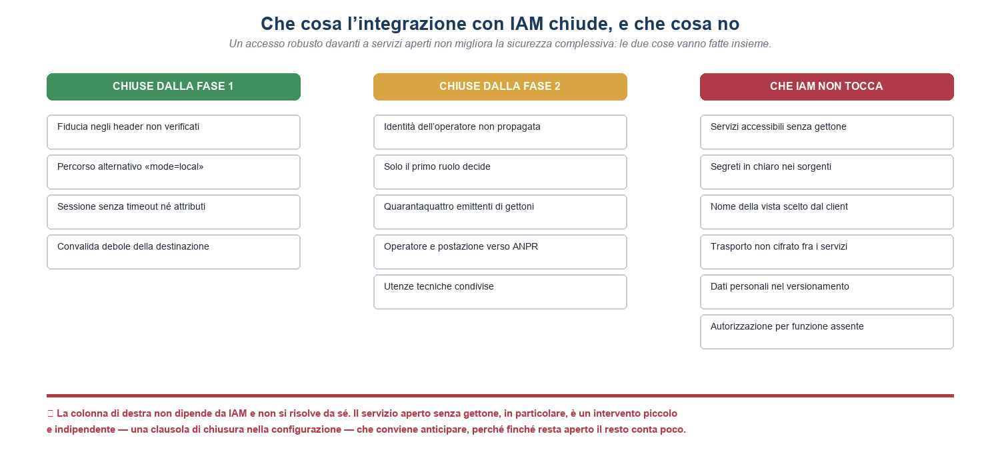 Che cosa l’integrazione con IAM chiude, e che cosa no
Un accesso robusto davanti a servizi aperti non migliora la sicurezza complessiva: le due cose vanno fatte insieme.
CHIUSE DALLA FASE 1
Fiducia negli header non verificati
Percorso alternativo «mode=local»
Sessione senza timeout né attributi
Convalida debole della destinazione
CHIUSE DALLA FASE 2
Identità dell’operatore non propagata
Solo il primo ruolo decide
Quarantaquattro emittenti di gettoni
Operatore e postazione verso ANPR
Utenze tecniche condivise
CHE IAM NON TOCCA
Servizi accessibili senza gettone
Segreti in chiaro nei sorgenti
Nome della vista scelto dal client
Trasporto non cifrato fra i servizi
Dati personali nel versionamento
Autorizzazione per funzione assente
La colonna di destra non dipende da IAM e non si risolve da sé. Il servizio aperto senza gettone, in particolare, è un intervento piccolo
e indipendente — una clausola di chiusura nella configurazione — che conviene anticipare, perché finché resta aperto il resto conta poco.